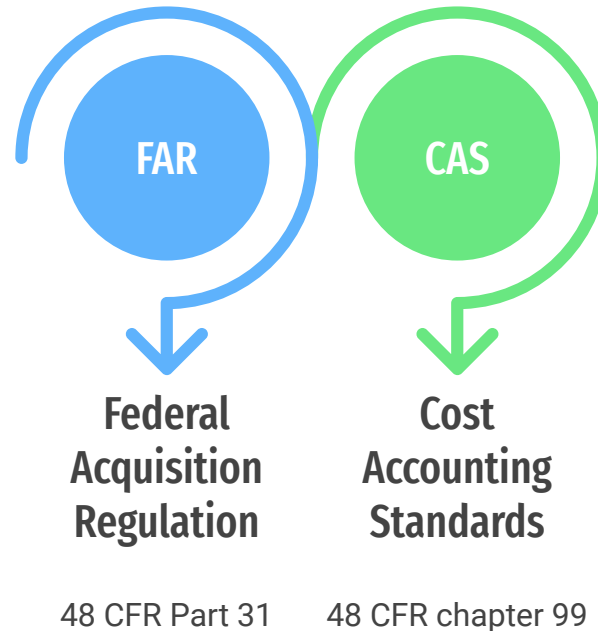 FAR
CAS
Federal
Acquisition
Regulation
Cost
Accounting
Standards
48 CFR Part 31
48 CFR chapter 99